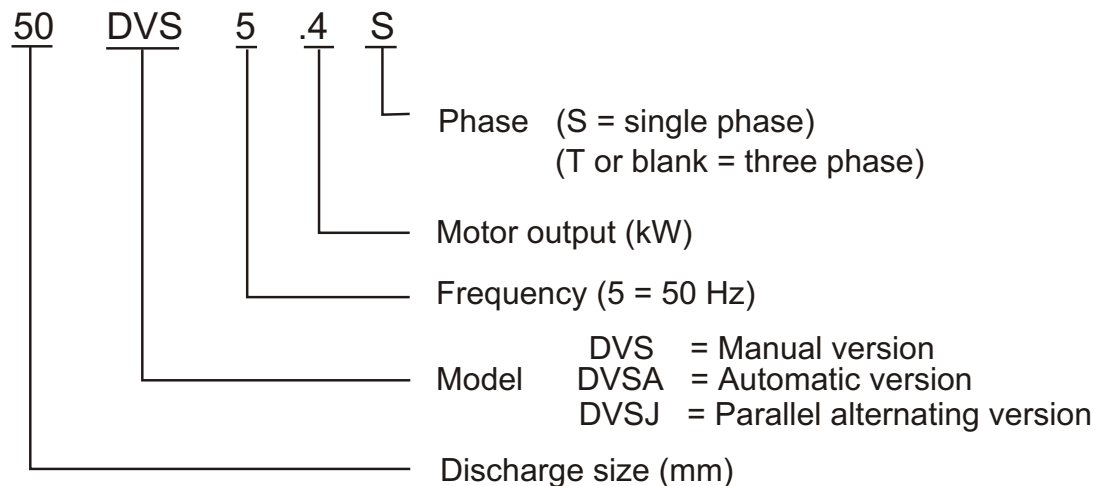 50 DVS 5 .4 S
Phase (S = single phase)
(T or blank = three phase)
Motor output (kW)
Frequency (5 = 50 Hz)
DVS = Manual version
Model DVSA = Automatic version
DVSJ = Parallel alternating version
Discharge size (mm)